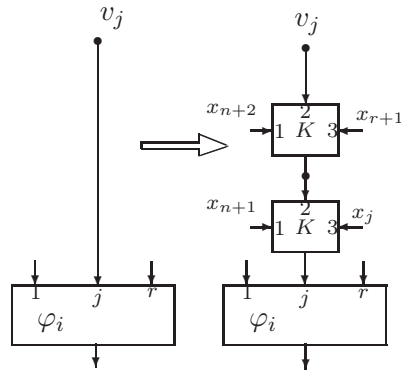 v_j v_j
x_{n+2} 2 x_{r+1}
1 K 3
x_{n+1} 2 x_j
1 K 3
1 j r 1 j r
φ_i φ_i